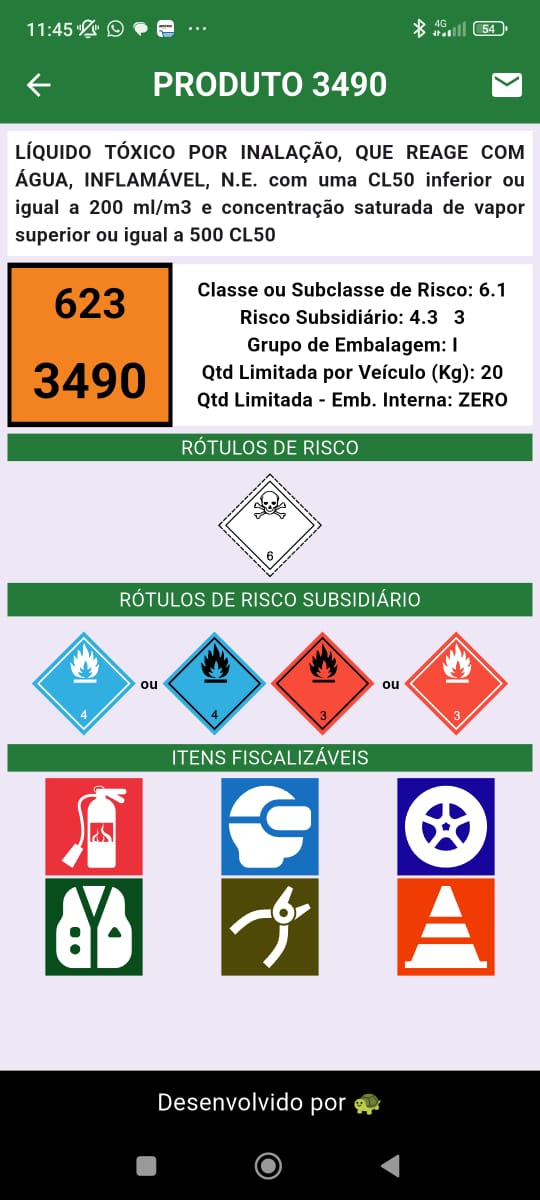 11:45
4G
54
PRODUTO 3490
LÍQUIDO TÓXICO POR INALAÇÃO, QUE REAGE COM
ÁGUA, INFLAMÁVEL, N.E. com uma CL50 inferior ou
igual a 200 ml/m3 e concentração saturada de vapor
superior ou igual a 500 CL50
623
3490
Classe ou Subclasse de Risco: 6.1
Risco Subsidiário: 4.3 3
Grupo de Embalagem: I
Qtd Limitada por Veículo (Kg): 20
Qtd Limitada - Emb. Interna: ZERO
RÓTULOS DE RISCO
6
RÓTULOS DE RISCO SUBSIDIÁRIO
4 ou 4 3 ou 3
ITENS FISCALIZÁVEIS
Desenvolvido por